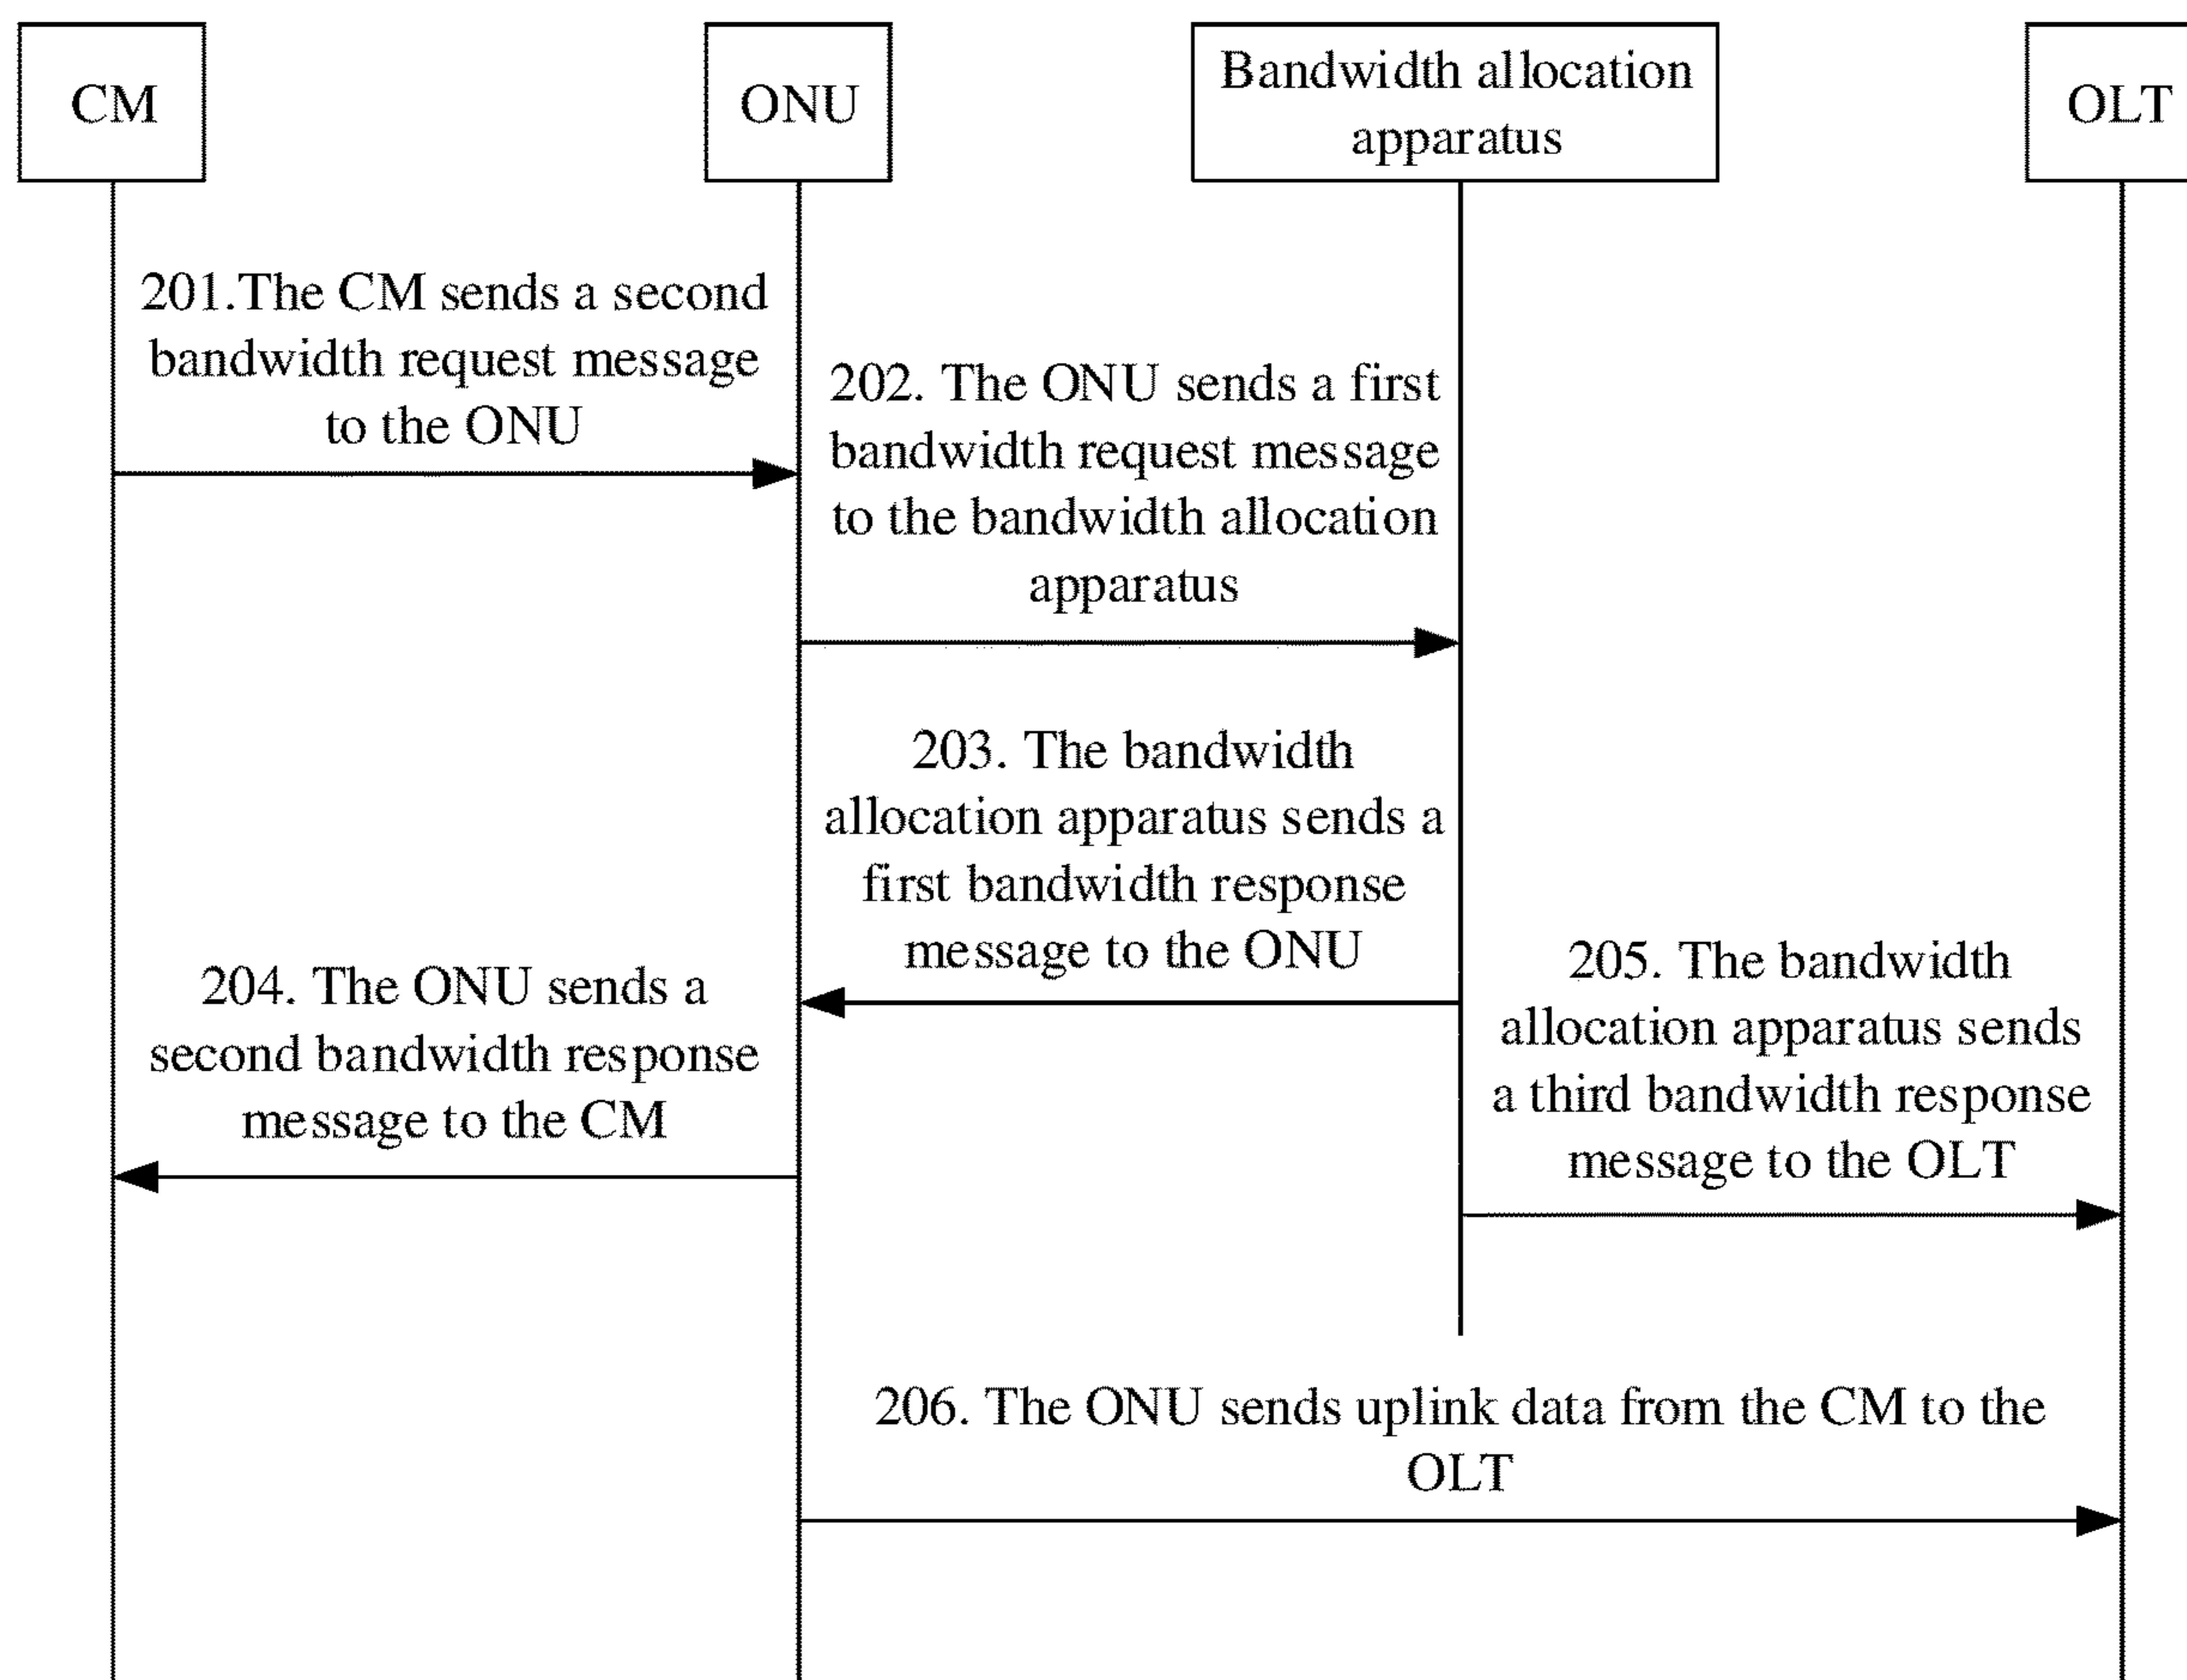 CM
ONU
Bandwidth allocation
apparatus
OLT
201.The CM sends a second
bandwidth request message
to the ONU
202. The ONU sends a first
bandwidth request message
to the bandwidth allocation
apparatus
203. The bandwidth
allocation apparatus sends a
first bandwidth response
message to the ONU
204. The ONU sends a
second bandwidth response
message to the CM
205. The bandwidth
allocation apparatus sends
a third bandwidth response
message to the OLT
206. The ONU sends uplink data from the CM to the
OLT